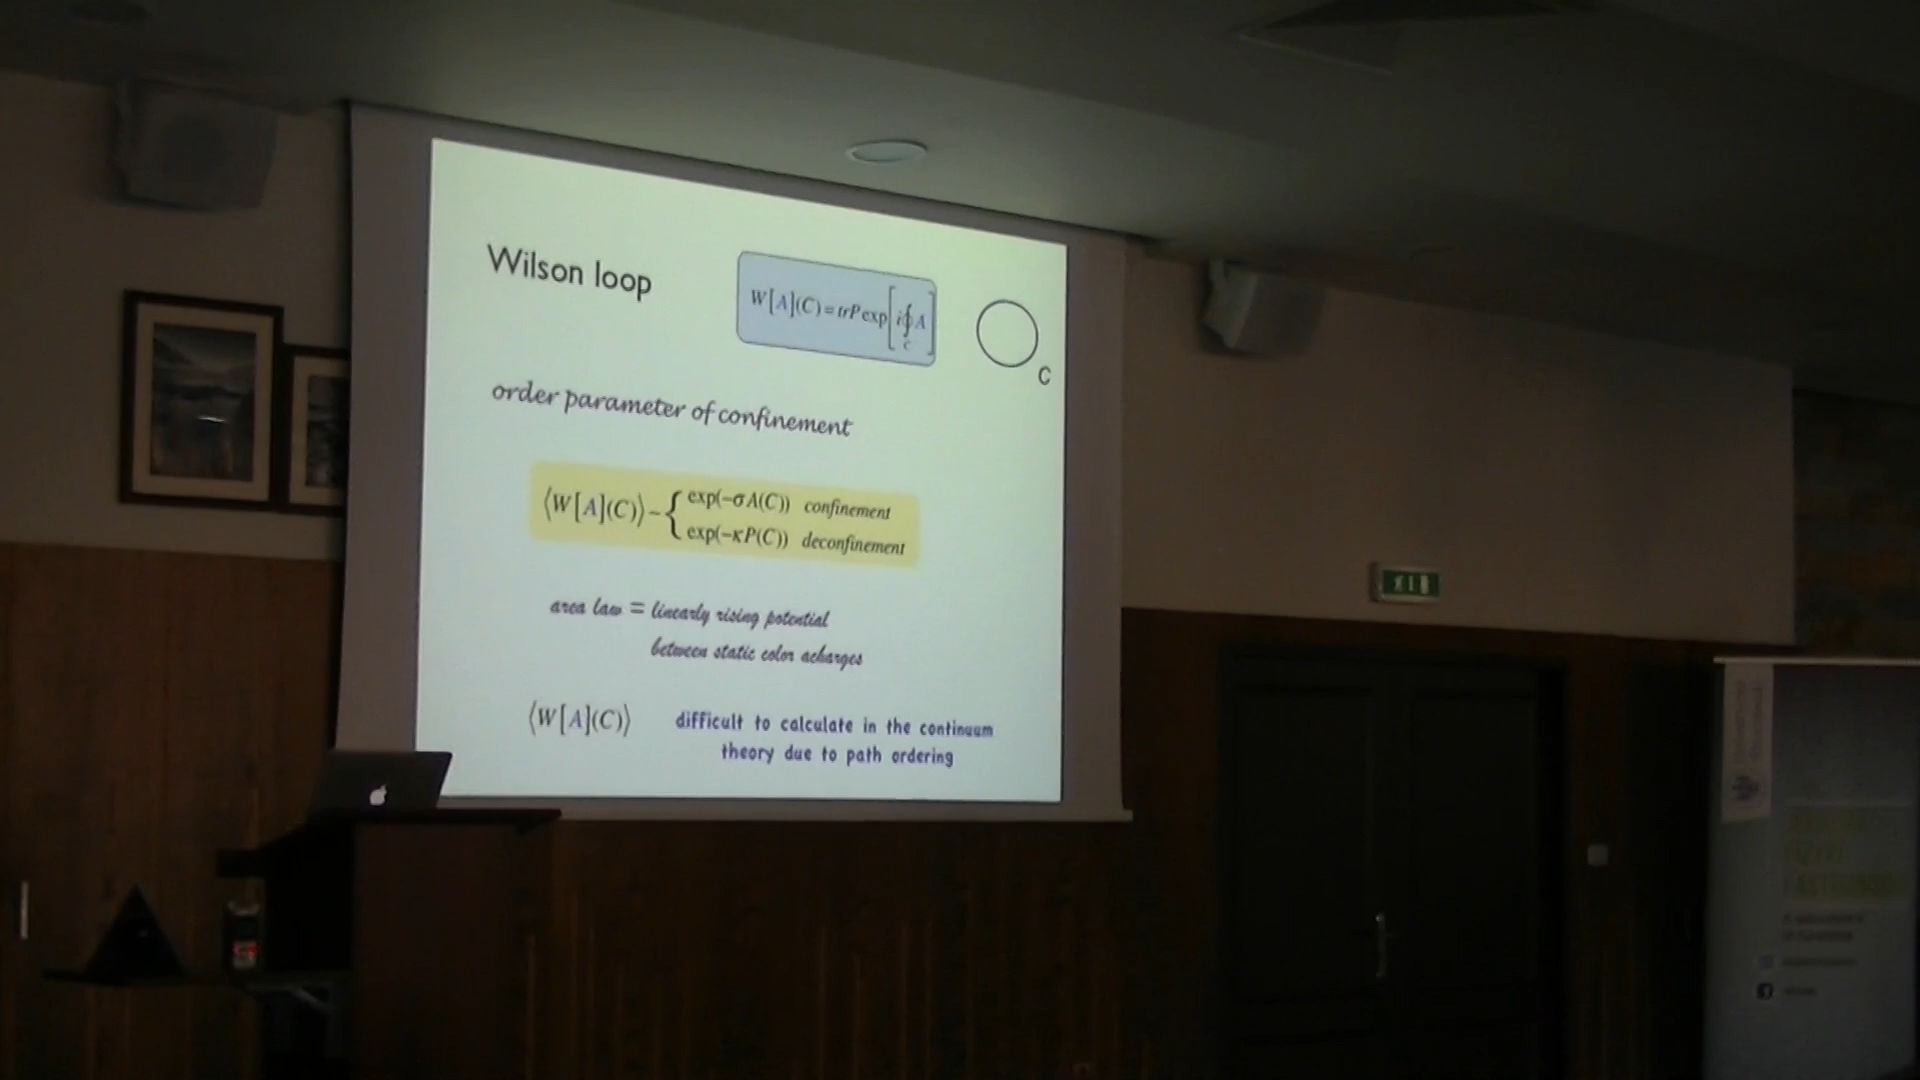 Wilson loop
W[A](C) = trP exp[i∮A]
C
C
order parameter of confinement
⟨W[A](C)⟩ ~ { exp(-σA(C)) confinement
exp(-κP(C)) deconfinement
area law = linearly rising potential
between static color acharges
⟨W[A](C)⟩ difficult to calculate in the continuum
theory due to path ordering